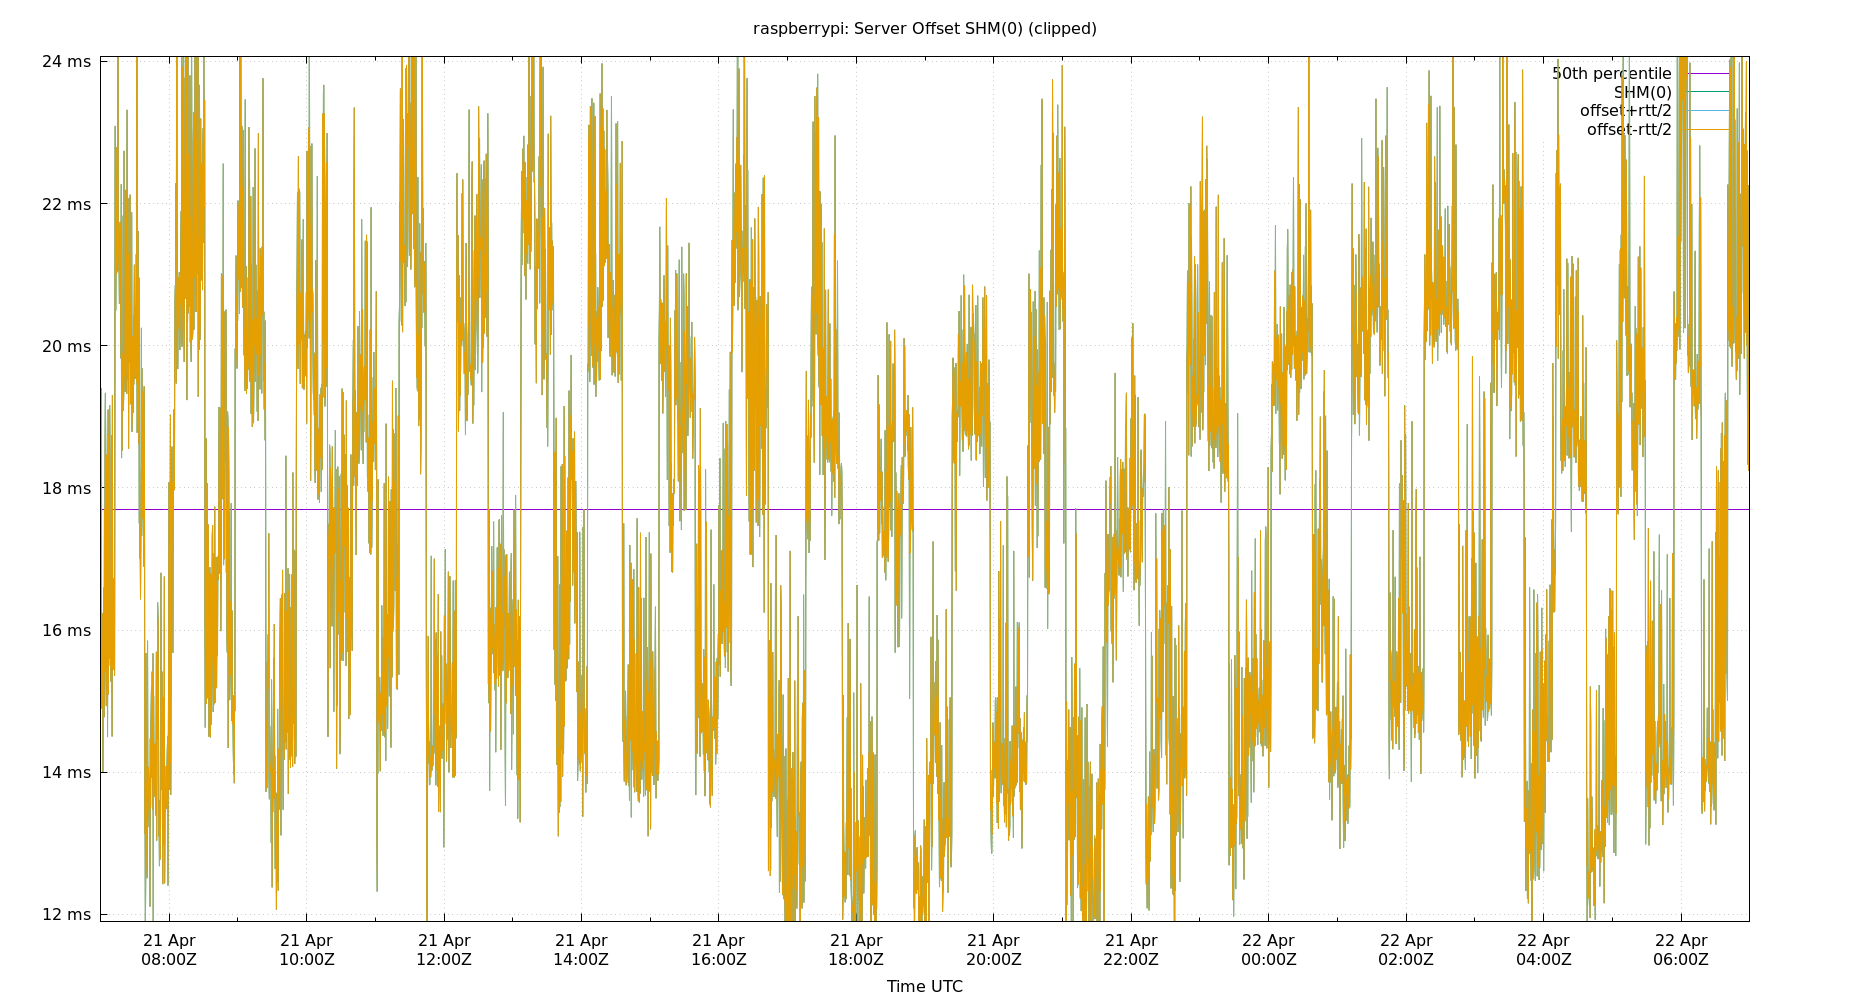 raspberrypi: Server Offset SHM(0) (clipped)
24 ms
22 ms
20 ms
18 ms
16 ms
14 ms
12 ms
50th percentile
SHM(0)
offset+rtt/2
offset-rtt/2
21 Apr 21 Apr 21 Apr 21 Apr 21 Apr 21 Apr 21 Apr 21 Apr 22 Apr 22 Apr 22 Apr 22 Apr
08:00Z 10:00Z 12:00Z 14:00Z 16:00Z 18:00Z 20:00Z 22:00Z 00:00Z 02:00Z 04:00Z 06:00Z
Time UTC